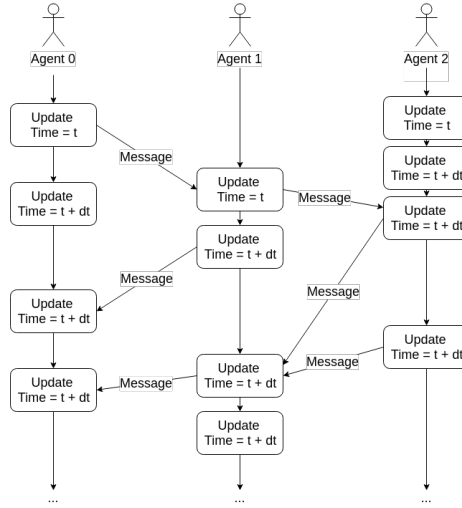 Agent 0
Agent 1
Agent 2
Update
Time = t
Update
Time = t
Message
Update
Time = t + dt
Update
Time = t
Update
Time = t + dt
Message
Update
Time = t + dt
Update
Time = t + dt
Message
Message
Update
Time = t + dt
Update
Time = t + dt
Message
Update
Time = t + dt
Message
Update
Time = t + dt
Update
Time = t + dt
...
...
...